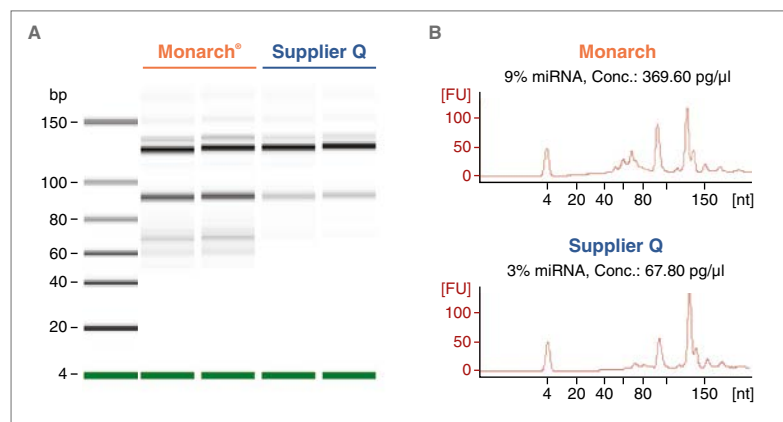 A
Monarch® Supplier Q
bp
150
100
80
60
40
20
4
B
Monarch
9% miRNA, Conc.: 369.60 pg/µl
[FU]
100
50
0
4 20 40 80 150 [nt]
Supplier Q
3% miRNA, Conc.: 67.80 pg/µl
[FU]
100
50
0
4 20 40 80 150 [nt]